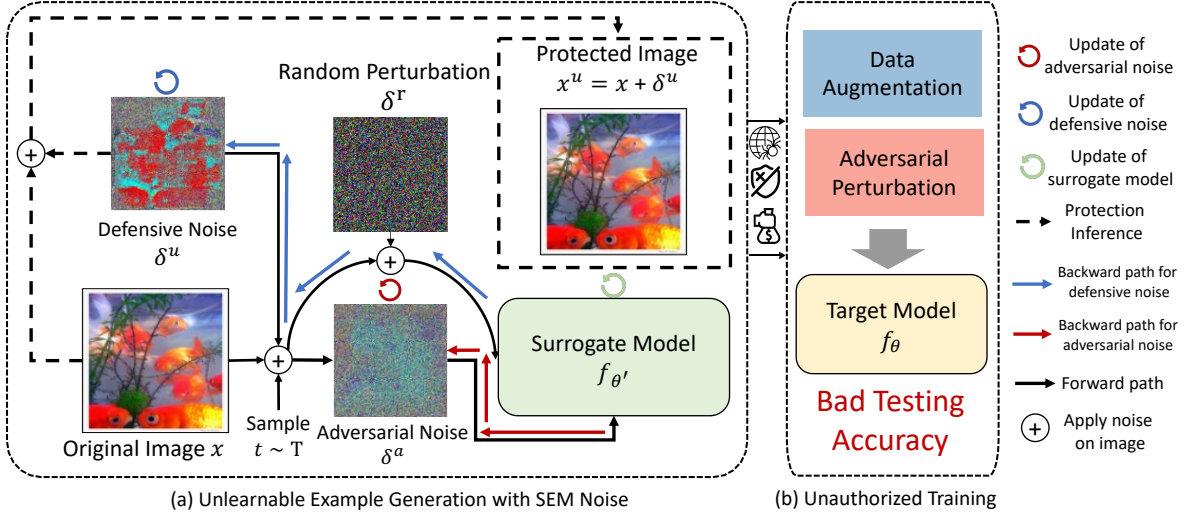 Random Perturbation
δ^r
Protected Image
x^u = x + δ^u
+
Defensive Noise
δ^u
+
Surrogate Model
f_θ′
+
Sample
t ~ T
Original Image x
Adversarial Noise
δ^a
(a) Unlearnable Example Generation with SEM Noise
Data
Augmentation
Adversarial
Perturbation
Target Model
f_θ
Bad Testing
Accuracy
(b) Unauthorized Training
$
Update of
adversarial noise
Update of
defensive noise
Update of
surrogate model
Protection
Inference
Backward path for
defensive noise
Backward path for
adversarial noise
Forward path
+
Apply noise
on image